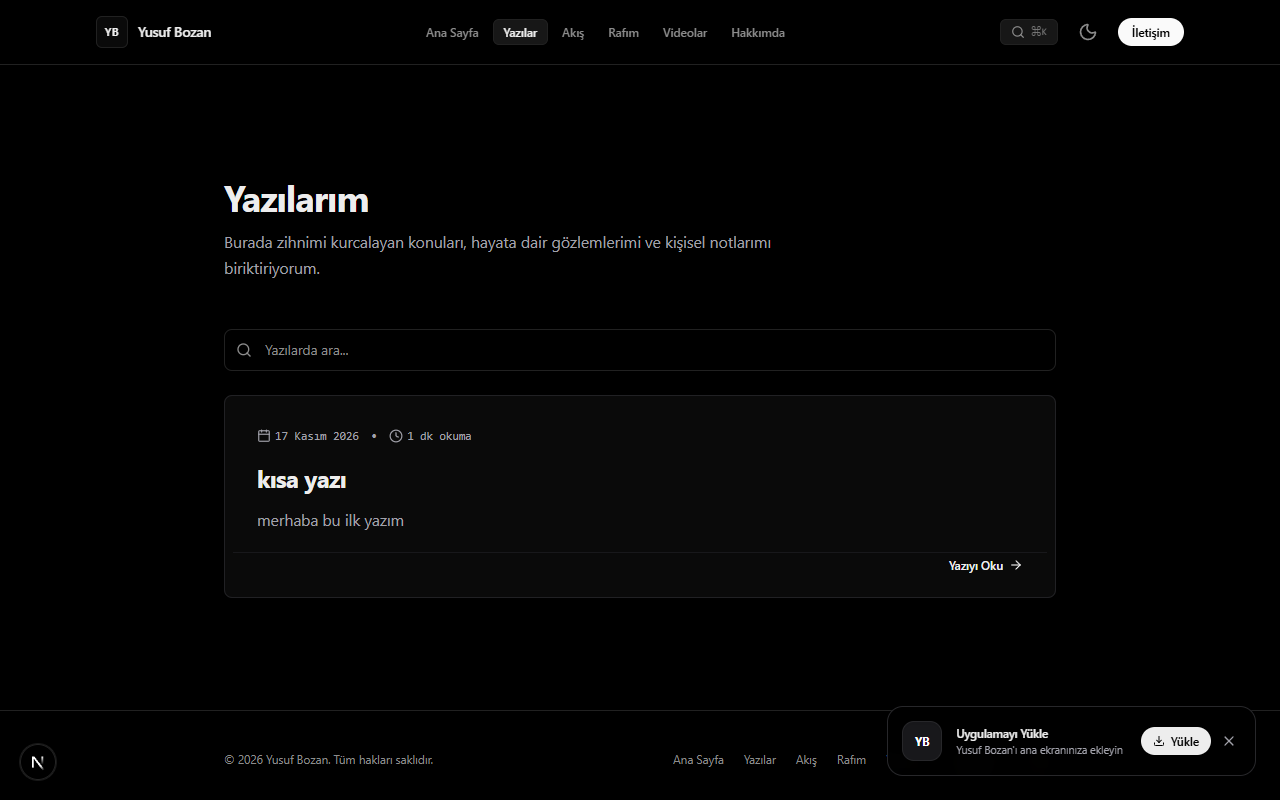 YB Yusuf Bozan Ana Sayfa Yazılar Akış Rafım Videolar Hakkımda ⌘K İletişim
Yazılarım
Burada zihnimi kurcalayan konuları, hayata dair gözlemlerimi ve kişisel notlarımı
biriktiriyorum.
Yazılarda ara...
17 Kasım 2026 • 1 dk okuma
kısa yazı
merhaba bu ilk yazım
Yazıyı Oku →
N © 2026 Yusuf Bozan. Tüm hakları saklıdır. Ana Sayfa Yazılar Akış Rafım
YB Uygulamayı Yükle
Yusuf Bozan'ı ana ekranınıza ekleyin
Yükle